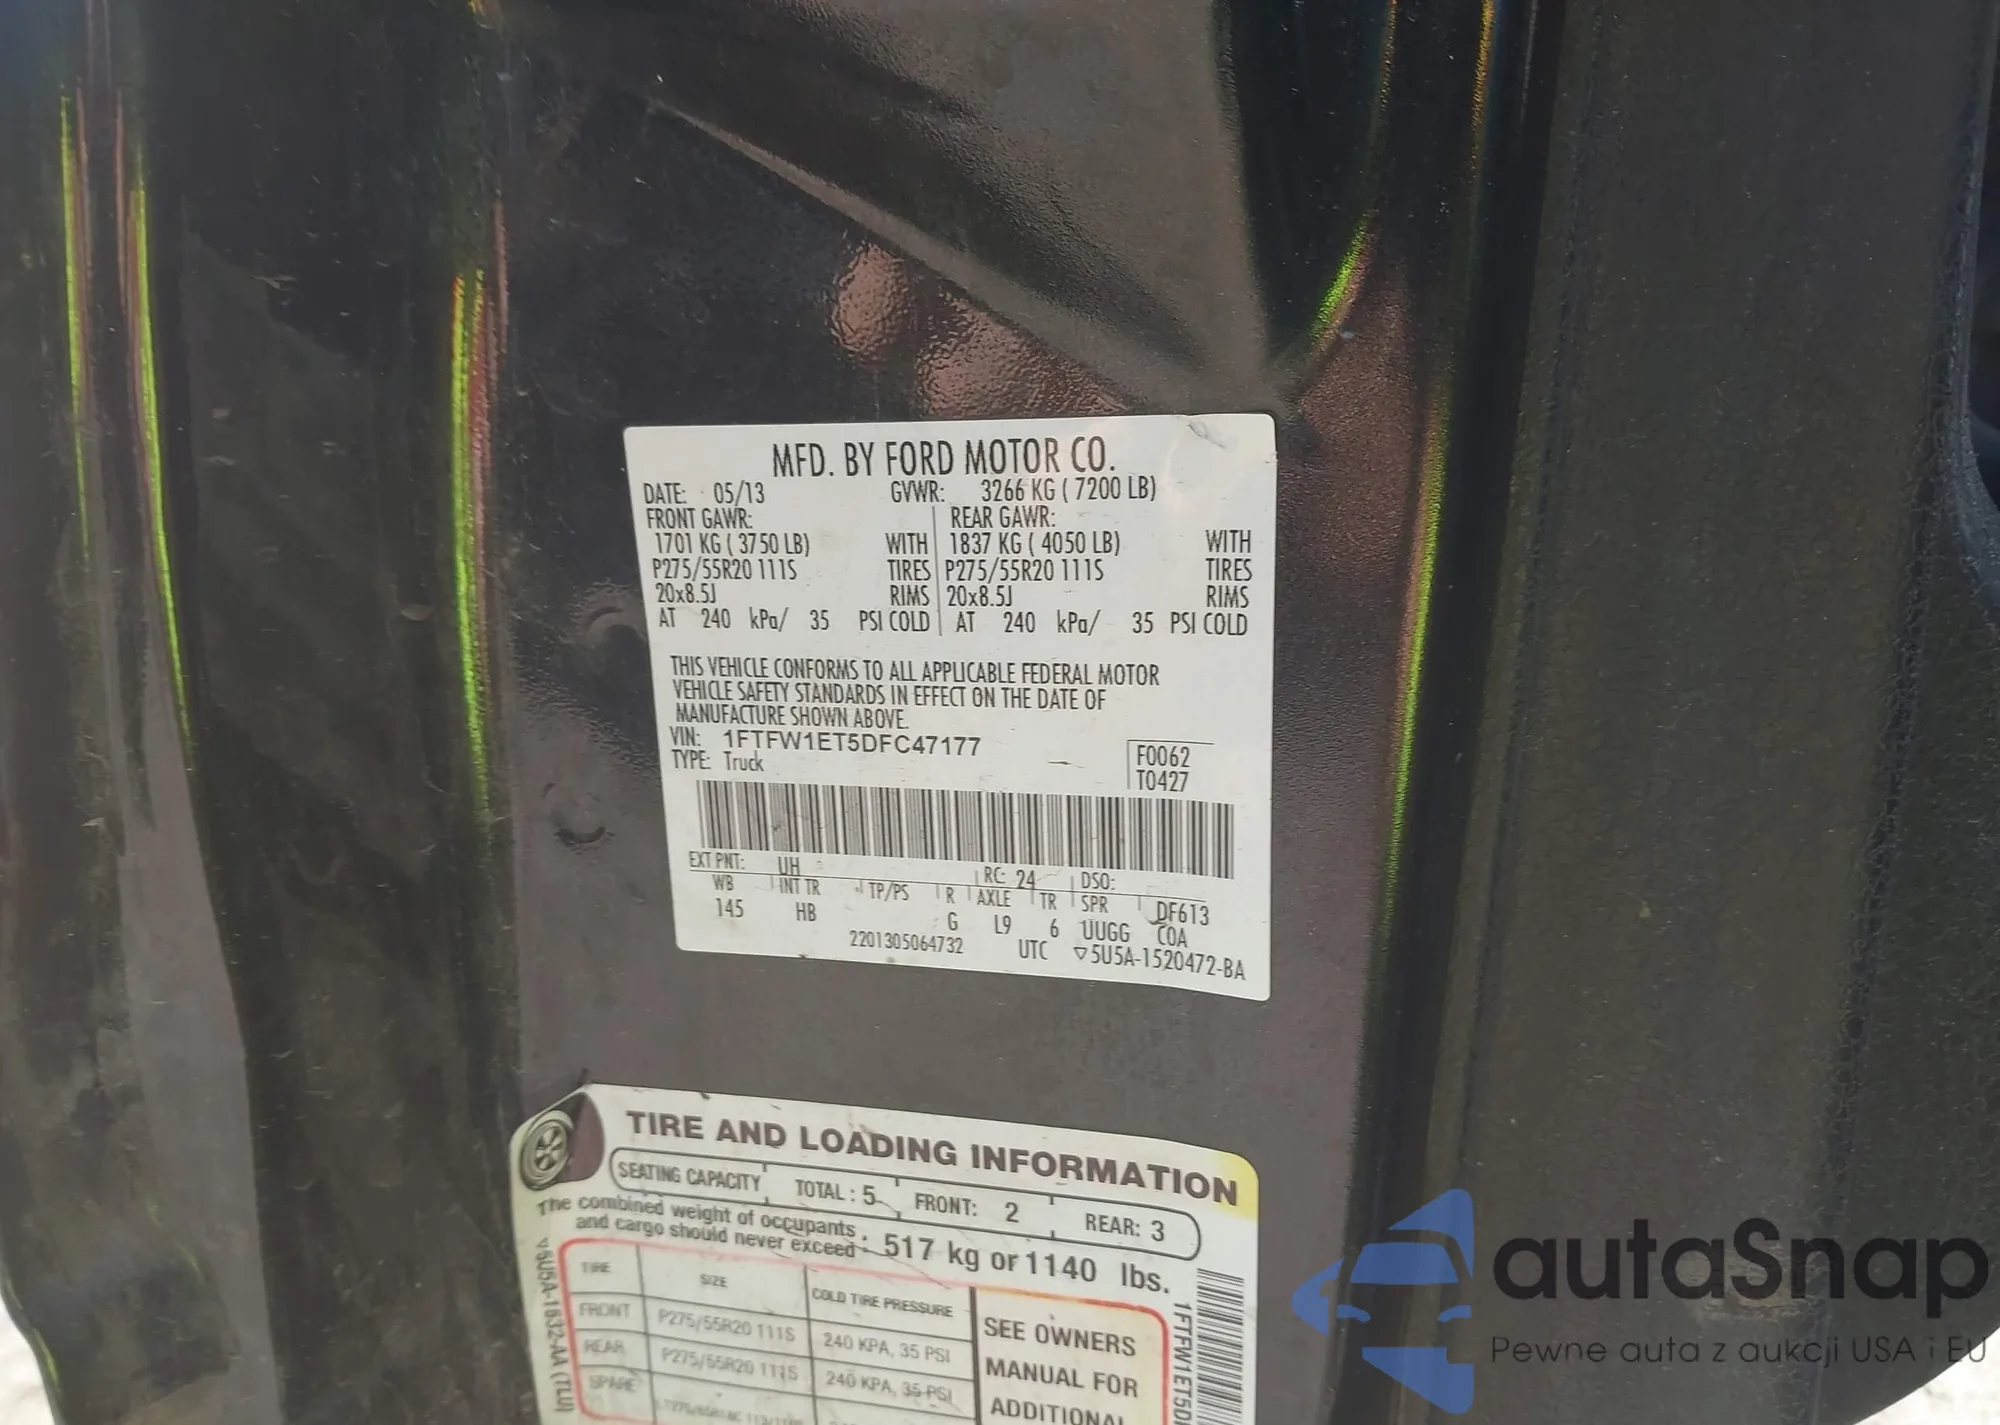 MFD. BY FORD MOTOR CO.
DATE: 05/13 GVWR: 3266 KG ( 7200 LB)
FRONT GAWR: REAR GAWR:
1701 KG ( 3750 LB) WITH 1837 KG ( 4050 LB) WITH
P275/55R20 111S TIRES P275/55R20 111S TIRES
20x8.5J RIMS 20x8.5J RIMS
AT 240 kPa/ 35 PSI COLD AT 240 kPa/ 35 PSI COLD
THIS VEHICLE CONFORMS TO ALL APPLICABLE FEDERAL MOTOR
VEHICLE SAFETY STANDARDS IN EFFECT ON THE DATE OF
MANUFACTURE SHOWN ABOVE.
VIN: 1FTFW1ET5DFC47177
TYPE: Truck
F0062
T0427
EXT PNT: UH RC: 24 DSO:
WB INT TR TP/PS R AXLE TR SPR DF613
145 HB G L9 6 UUGG COA
2201305064732 UTC ▽5U5A-1520472-BA
TIRE AND LOADING INFORMATION
SEATING CAPACITY TOTAL : 5 FRONT: 2 REAR: 3
The combined weight of occupants
and cargo should never exceed : 517 kg or 1140 lbs.
TIRE SIZE COLD TIRE PRESSURE
FRONT P275/55R20 111S 240 KPA, 35 PSI
REAR P275/55R20 111S 240 KPA, 35 PSI
SPARE
SEE OWNERS
MANUAL FOR
ADDITIONAL
▽5U5A-1532-AA (TLU)
1FTFW1ET5D
autaSnap
Pewne auta z aukcji USA i EU